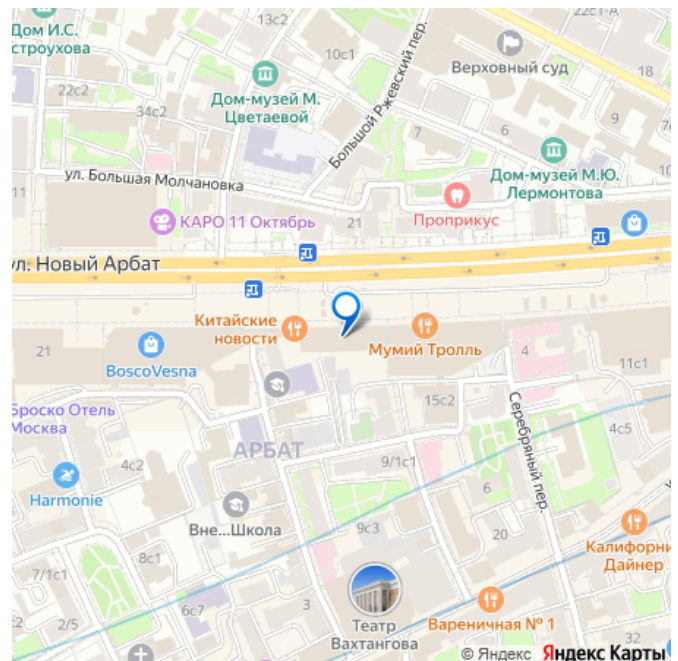 13с2
22с1-А
Дом И.С.
строухова
10с1
Верховный суд
18
22с2
34с2
Дом-музей М.
Цветаевой
Большой Ржевский пер.
7
6
9
Дом-музей М.Ю.
Лермонтова
ул. Большая Молчановка
11
Проприкус
КАРО 11 Октябрь
21
ул. Новый Арбат
Китайские
новости
Мумий Тролль
21
BoscoVesna
4
11с1
Броско Отель
Москва
15с2
Серебряный пер.
АРБАТ
4с5
4с2
9/1с1
Harmonie
6
Вне...Школа
9с3
20
Калифорни
Дайнер
8с1
7/1с1
6с7
3
2/5
Театр
Вахтангова
Вареничная № 1
32
© Яндекс Яндекс Карты